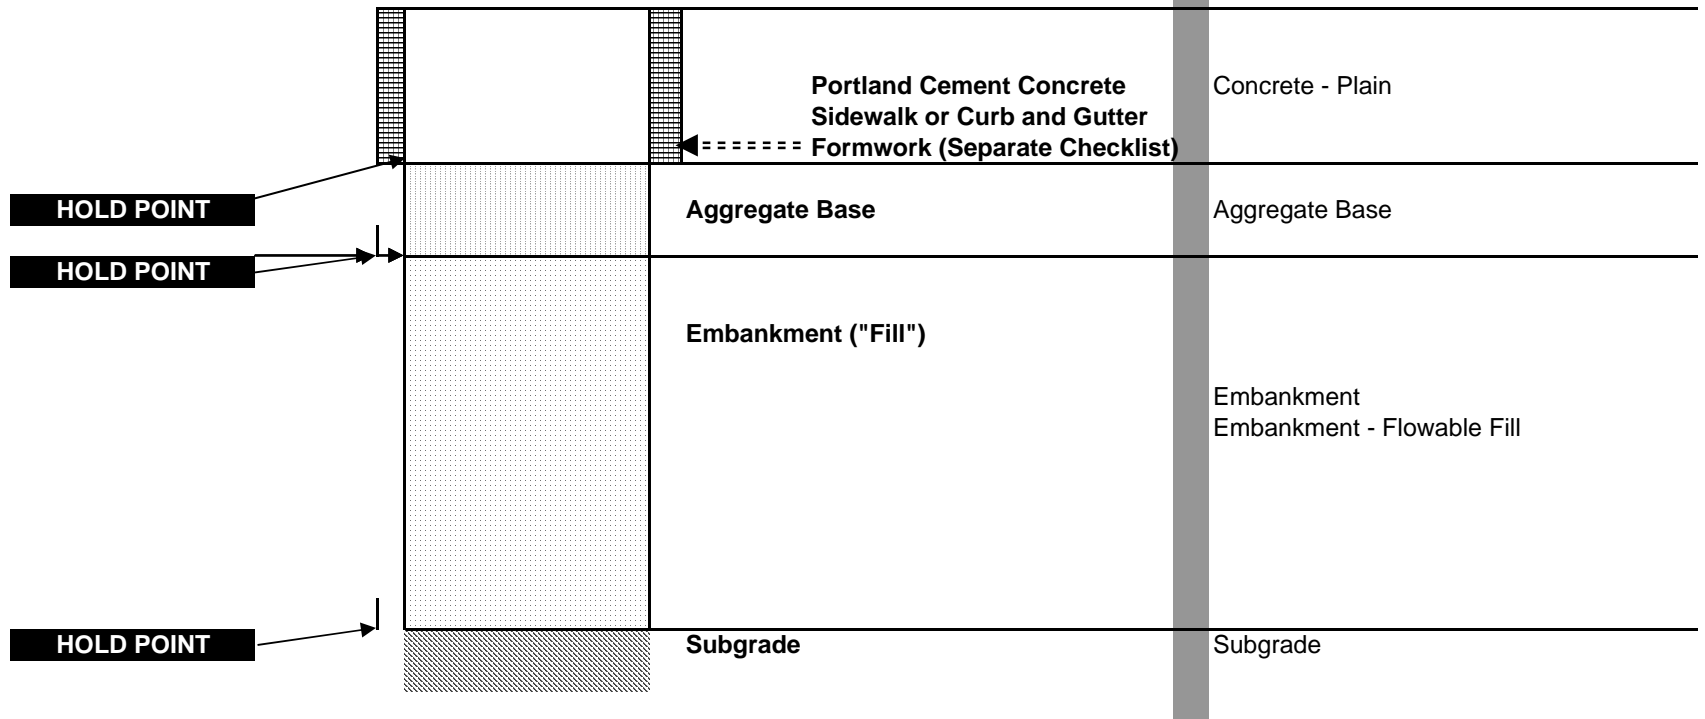 Portland Cement Concrete
Sidewalk or Curb and Gutter
Formwork (Separate Checklist)
Concrete - Plain
HOLD POINT
Aggregate Base
Aggregate Base
HOLD POINT
Embankment ("Fill")
Embankment
Embankment - Flowable Fill
HOLD POINT
Subgrade
Subgrade